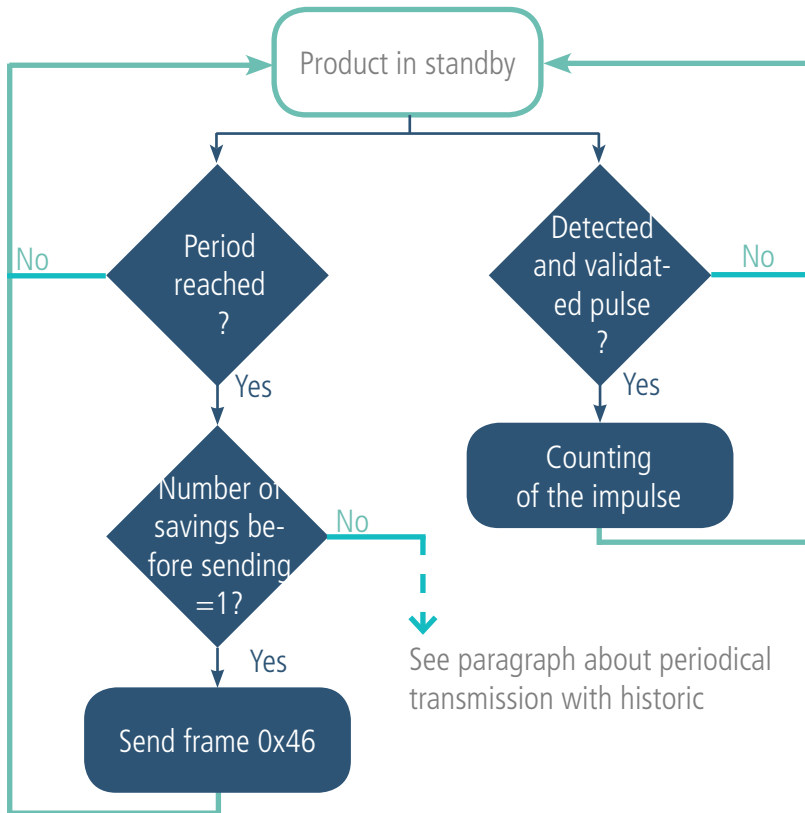 Product in standby
Period
reached
?
No
Yes
Detected
and validat-
ed pulse
?
No
Yes
Counting
of the impulse
Number of
savings be-
fore sending
=1?
No
Yes
See paragraph about periodical
transmission with historic
Send frame 0x46